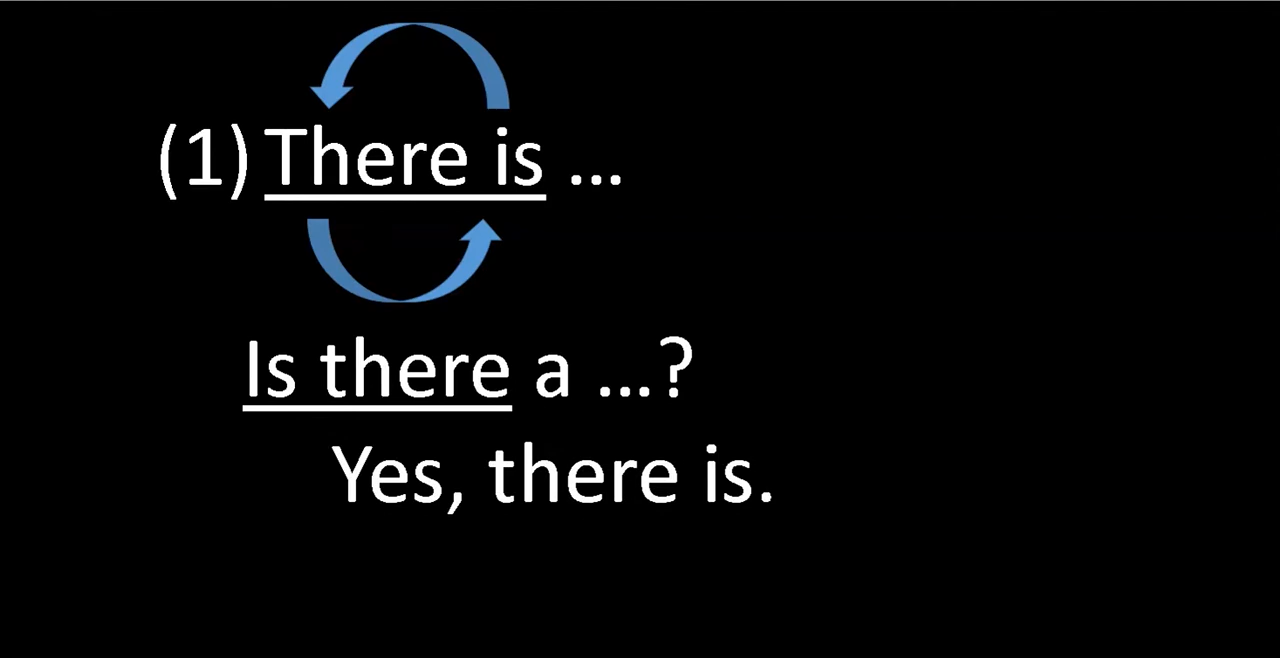 (1) There is ...
Is there a ...?
Yes, there is.